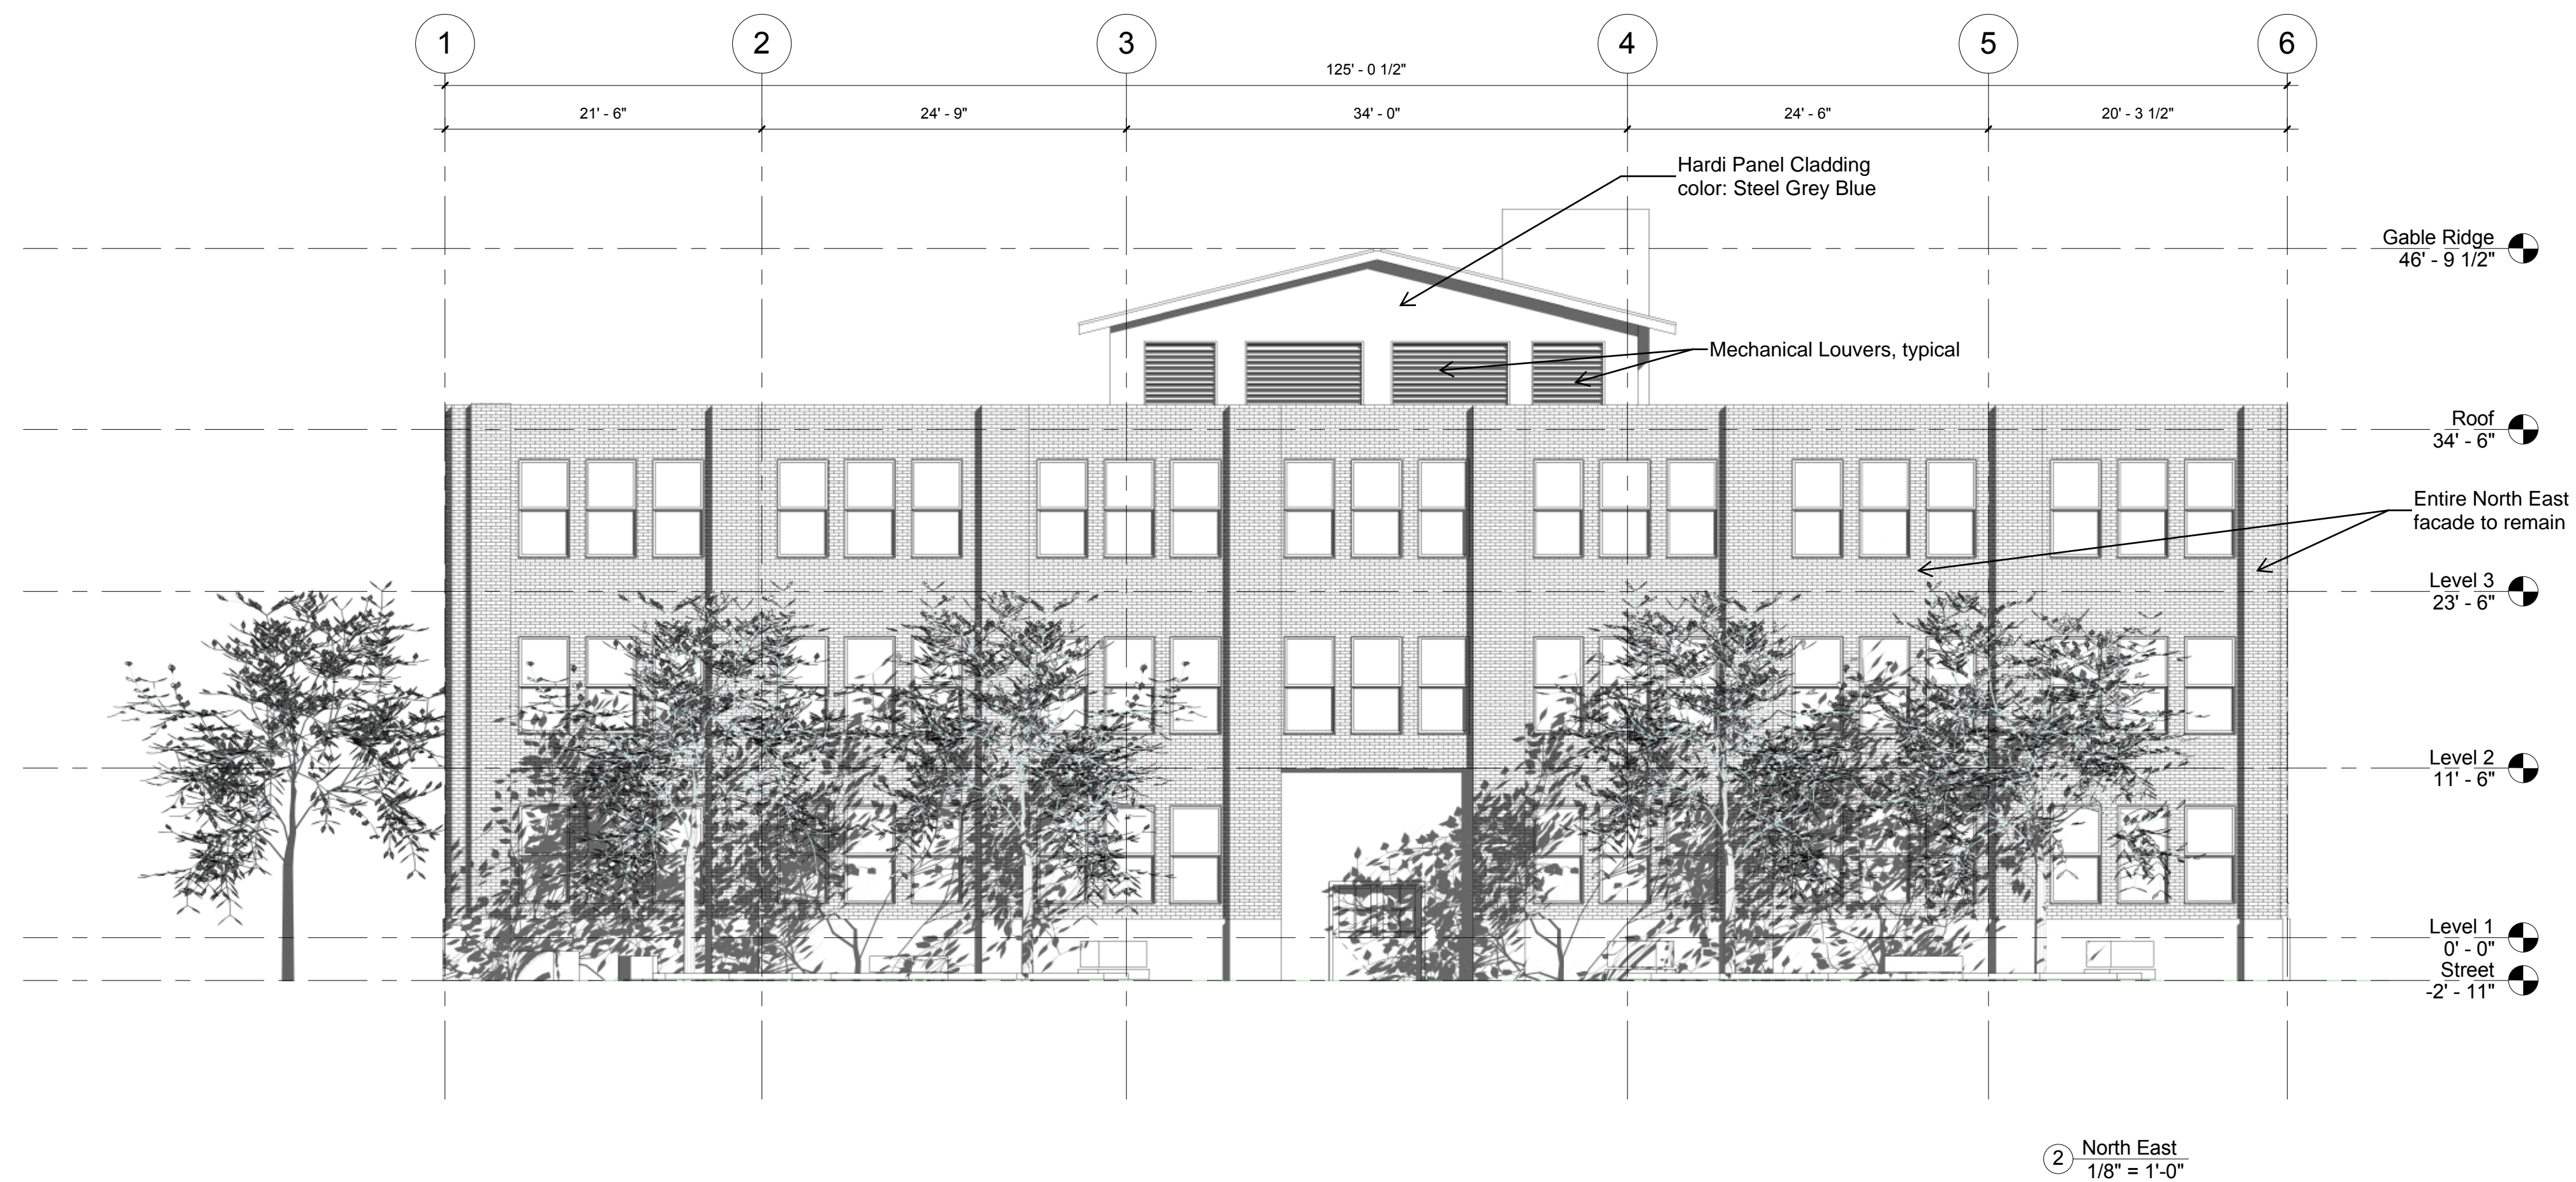 1 2 3 4 5 6
125' - 0 1/2"
21' - 6" 24' - 9" 34' - 0" 24' - 6" 20' - 3 1/2"
Hardi Panel Cladding
color: Steel Grey Blue
Gable Ridge
46' - 9 1/2"
Mechanical Louvers, typical
Roof
34' - 6"
Entire North East
facade to remain
Level 3
23' - 6"
Level 2
11' - 6"
Level 1
0' - 0"
Street
-2' - 11"
2 North East
1/8" = 1'-0"